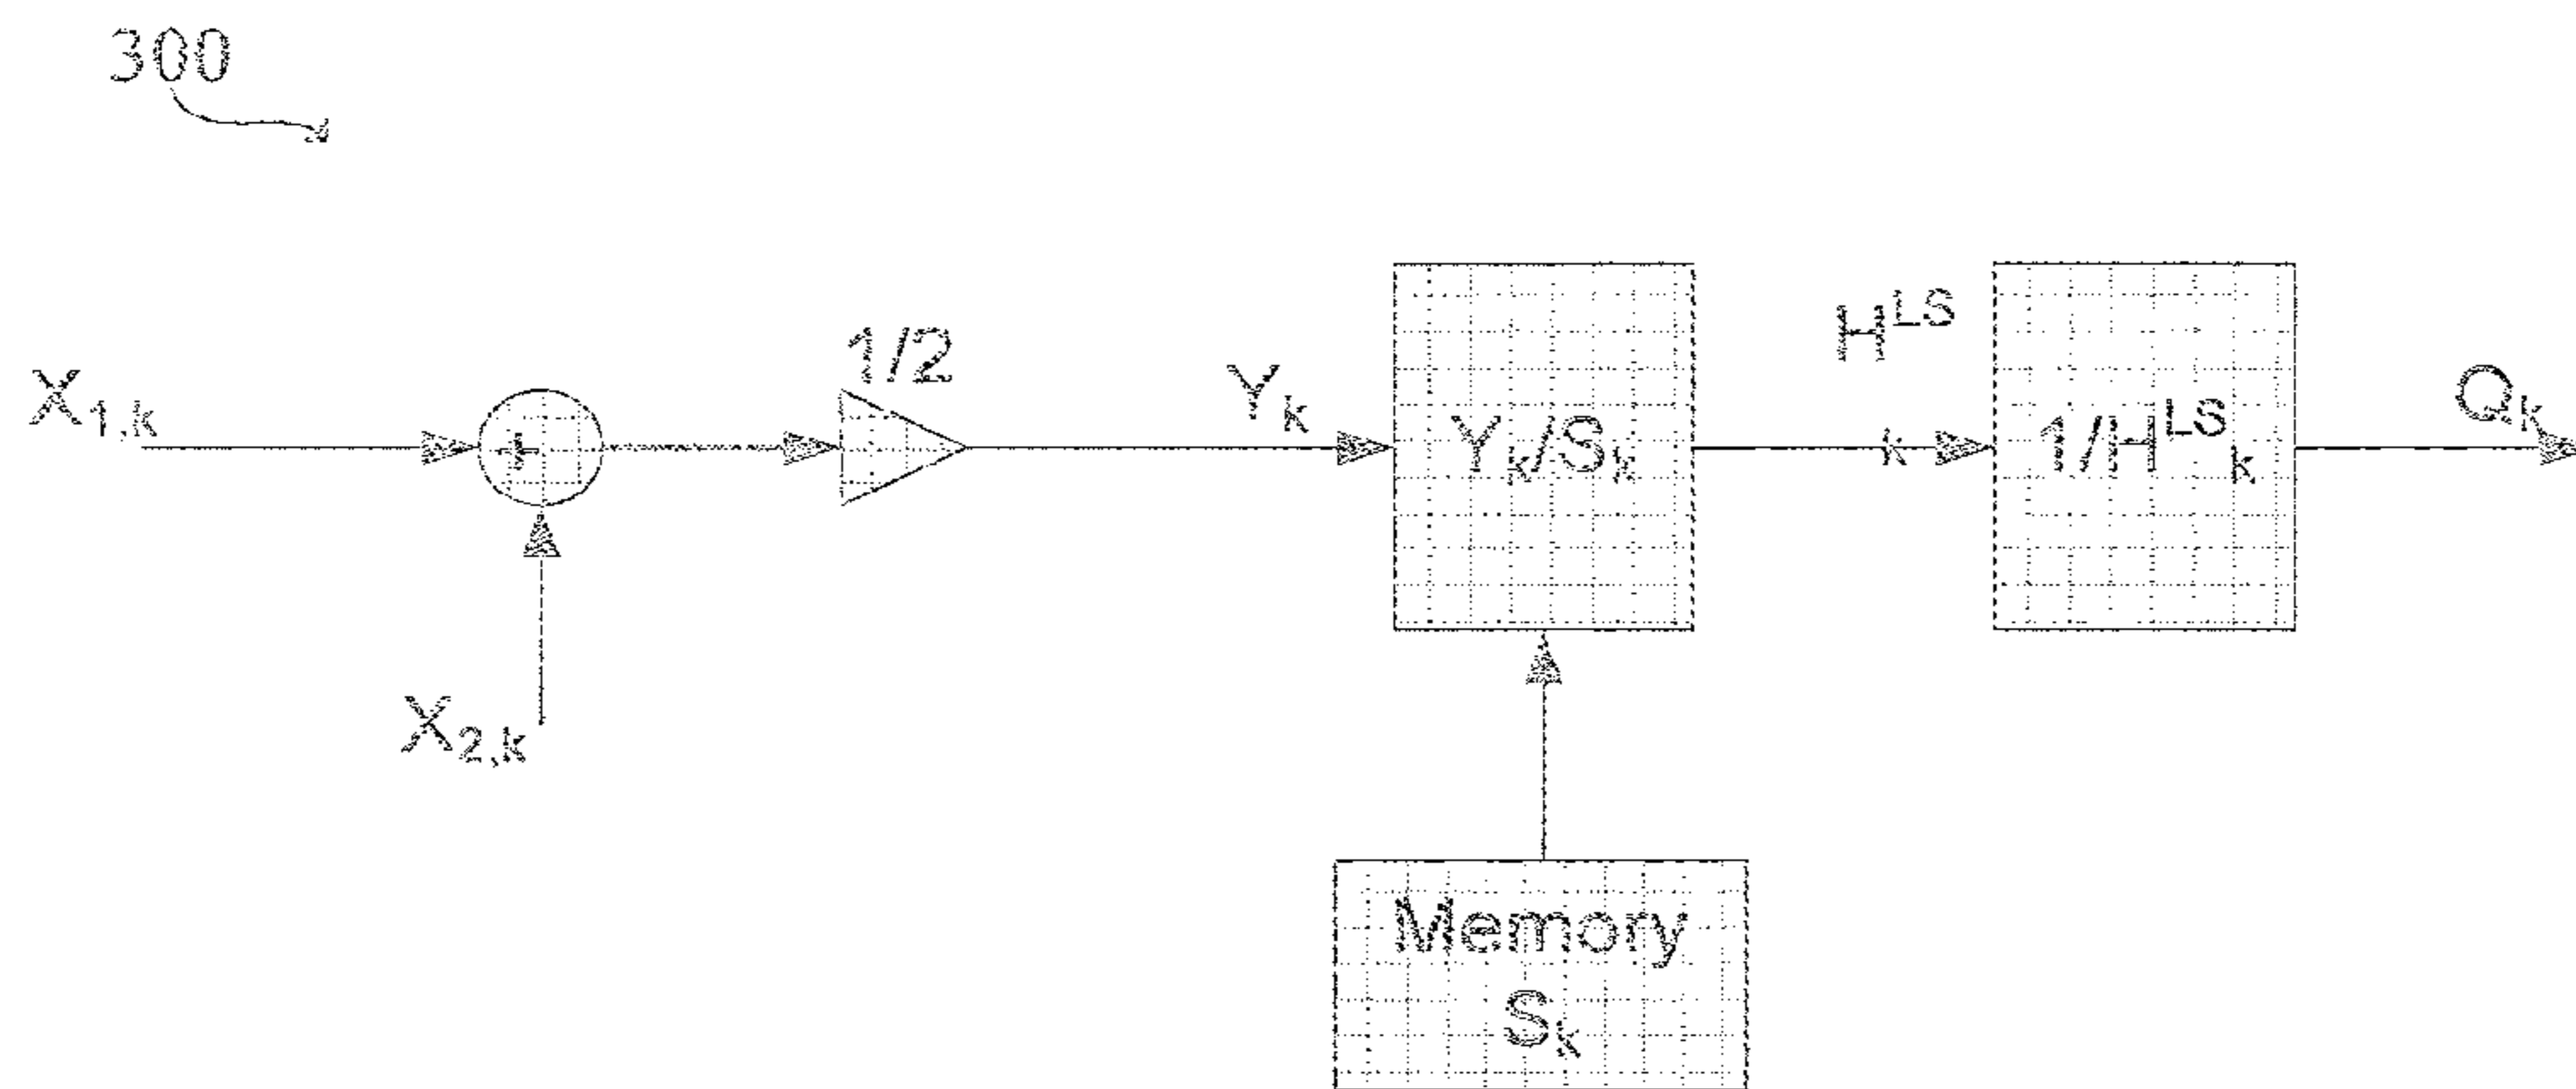 300
1/2
X₁,ₖ
+
Yₖ
Yₖ/Sₖ
Hᴸˢ
k
1/Hᴸˢₖ
Qₖ
X₂,ₖ
Memory
Sₖ